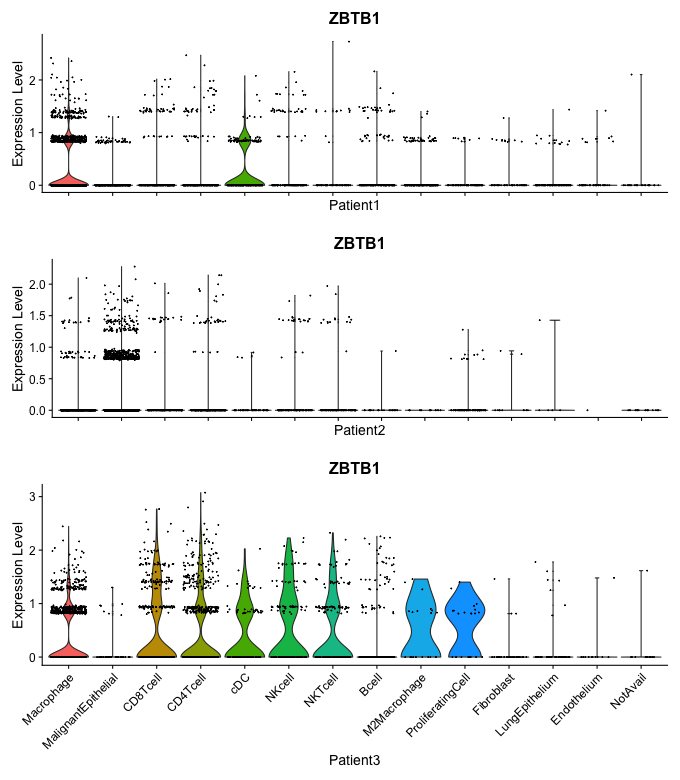 ZBTB1
Expression Level
2
1
0
Patient1
ZBTB1
Expression Level
2.0
1.5
1.0
0.5
0.0
Patient2
ZBTB1
Expression Level
3
2
1
0
Macrophage
MalignantEpithelial
CD8Tcell
CD4Tcell
cDC
NKcell
NKTcell
Bcell
M2Macrophage
ProliferatingCell
Fibroblast
LungEpithelium
Endothelium
NotAvail
Patient3